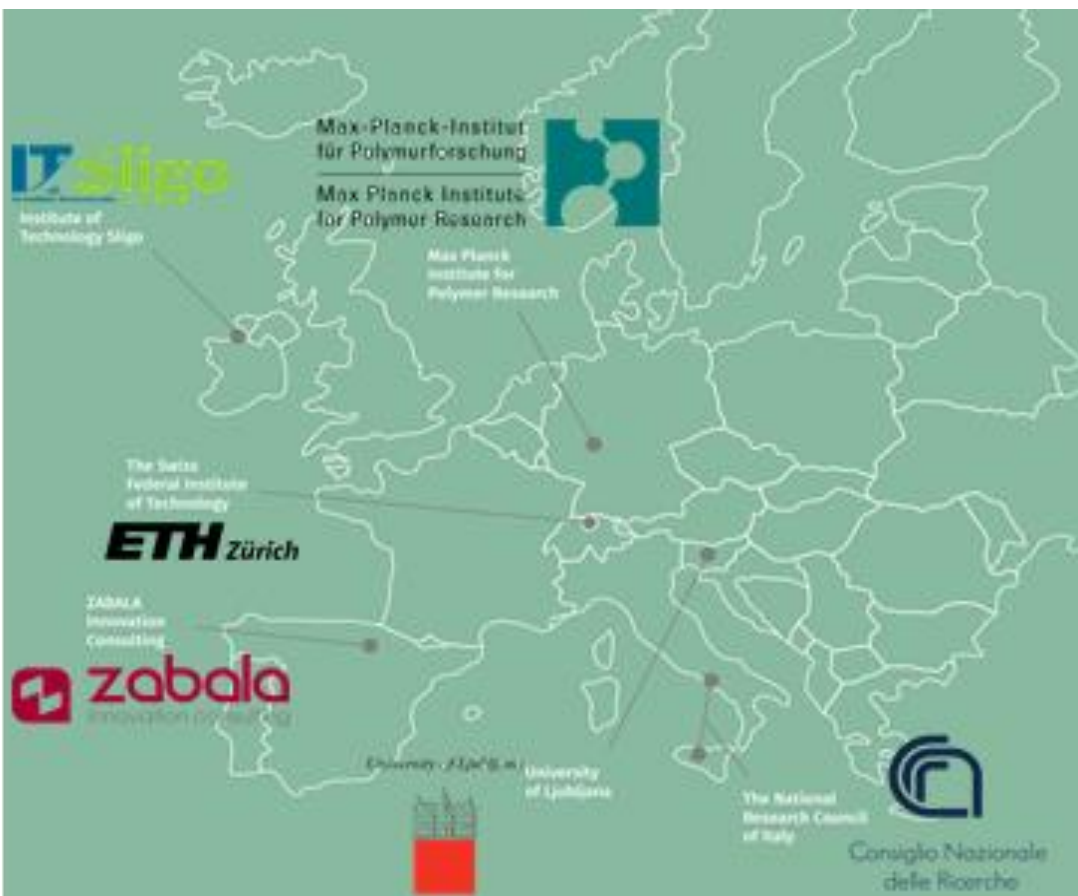 Max-Planck-Institut
für Polymerforschung
Max Planck Institute
for Polymer Research
IT Sligo
Institute of
Technology Sligo
Max Planck
Institute for
Polymer Research
The Swiss
Federal Institute
of Technology
ETH Zürich
ZABALA
Innovation
Consulting
zabala
innovation consulting
University
University
of Ljubljana
The National
Research Council
of Italy
Consiglio Nazionale
delle Ricerche